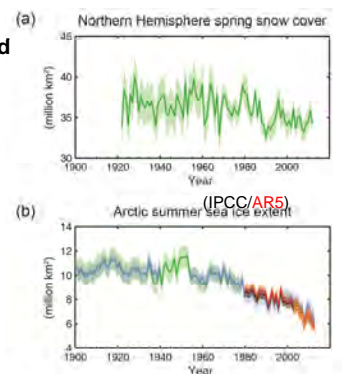 (a) Northern Hemisphere spring snow cover
d
45
40
35
30
(million km²)
1900 1920 1940 1960 1980 2000
Year
(IPCC/AR5)
(b) Arctic summer sea ice extent
14
12
10
8
6
4
(million km²)
1900 1920 1940 1960 1980 2000
Year